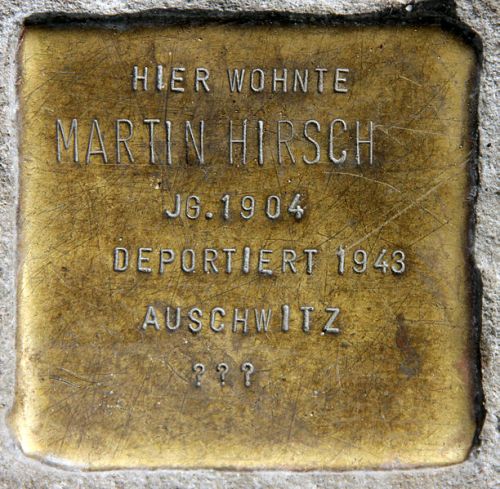 HIER WOHNTE
MARTIN HIRSCH
JG.1904
DEPORTIERT 1943
AUSCHWITZ
???